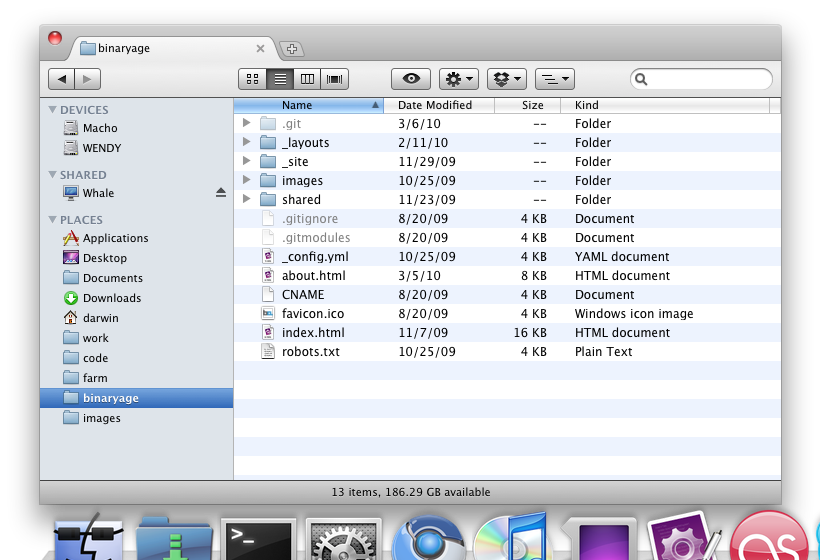 binaryage
Name Date Modified Size Kind
DEVICES
Macho
WENDY
SHARED
Whale
PLACES
Applications
Desktop
Documents
Downloads
darwin
work
code
farm
binaryage
images
.git 3/6/10 -- Folder
_layouts 2/11/10 -- Folder
_site 11/29/09 -- Folder
images 10/25/09 -- Folder
shared 11/23/09 -- Folder
.gitignore 8/20/09 4 KB Document
.gitmodules 8/20/09 4 KB Document
_config.yml 10/25/09 4 KB YAML document
about.html 3/5/10 8 KB HTML document
CNAME 8/20/09 4 KB Document
favicon.ico 8/20/09 4 KB Windows icon image
index.html 11/7/09 16 KB HTML document
robots.txt 10/25/09 4 KB Plain Text
13 items, 186.29 GB available
>_